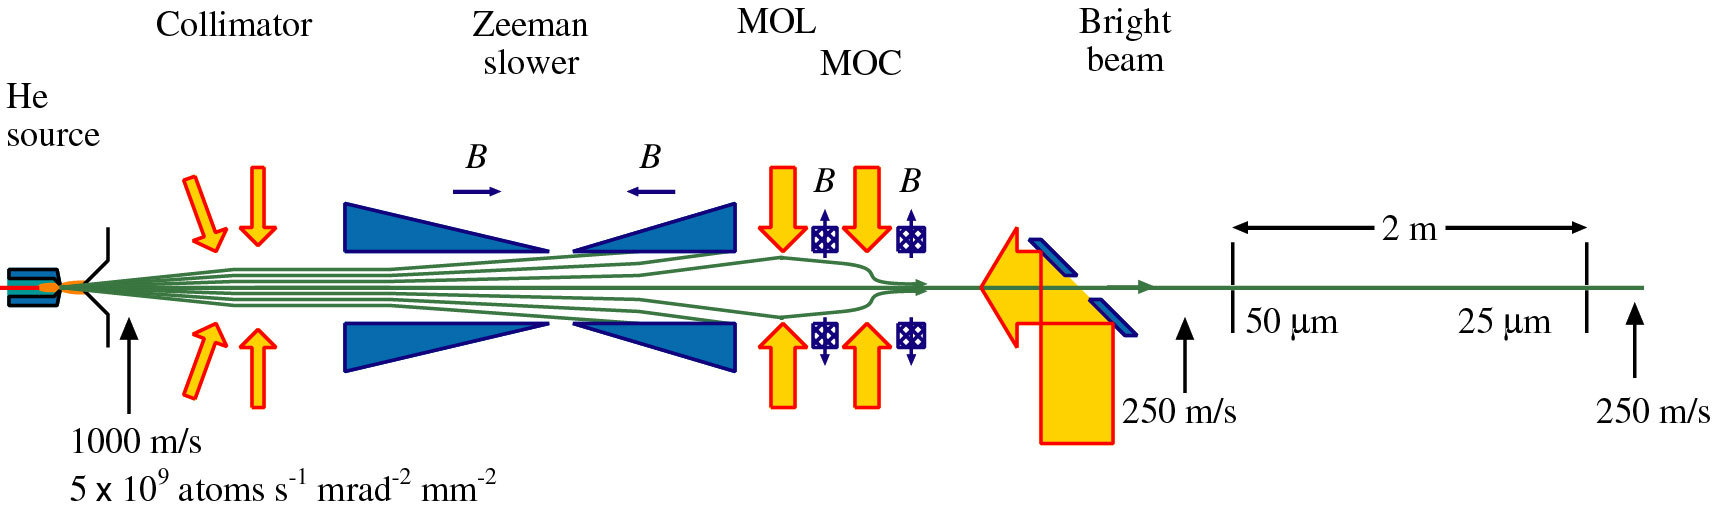 Collimator
Zeeman
slower
MOL
MOC
Bright
beam
He
source
B
B
B
B
2 m
50 μm
25 μm
250 m/s
250 m/s
1000 m/s
5 x 10⁹ atoms s⁻¹ mrad⁻² mm⁻²